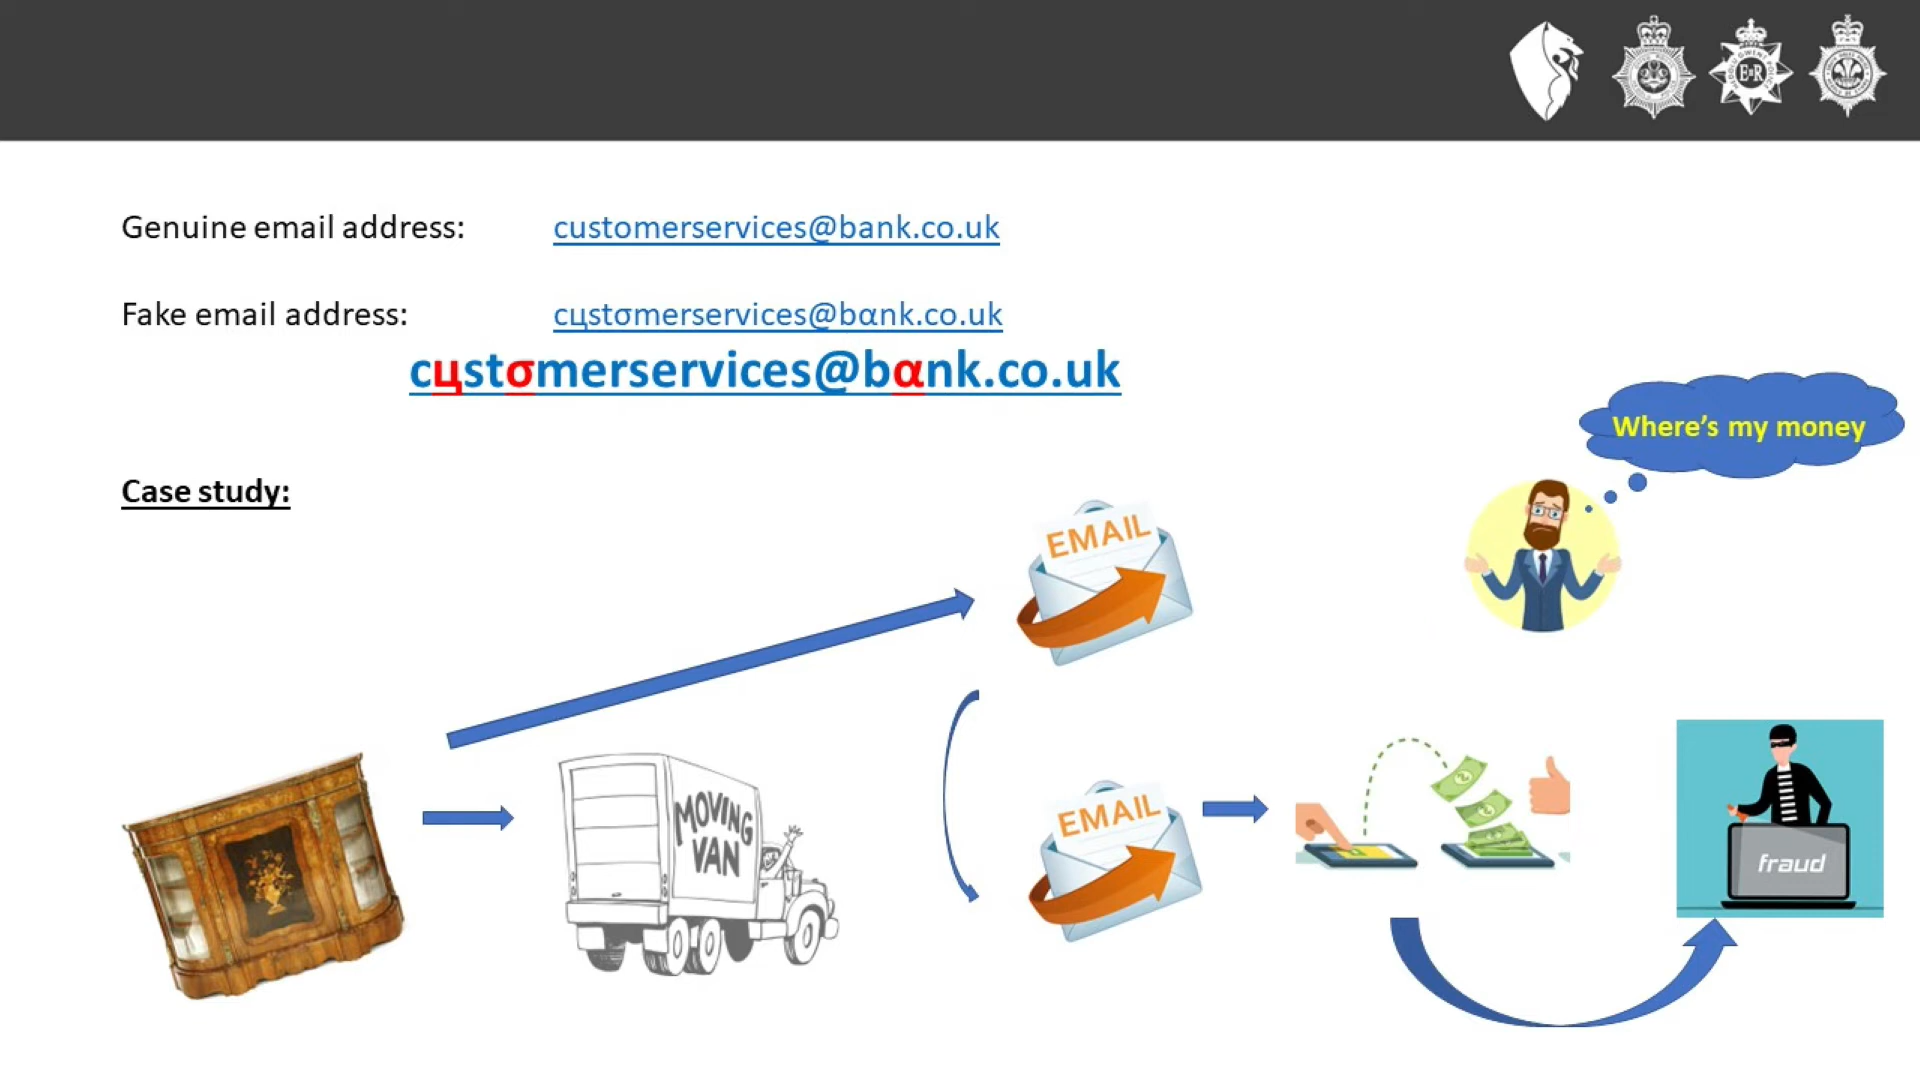 Genuine email address: customerservices@bank.co.uk
Fake email address: cцstσmerservices@bαnk.co.uk
cцstσmerservices@bαnk.co.uk
Where's my money
Case study:
EMAIL
MOVING
VAN
EMAIL
fraud